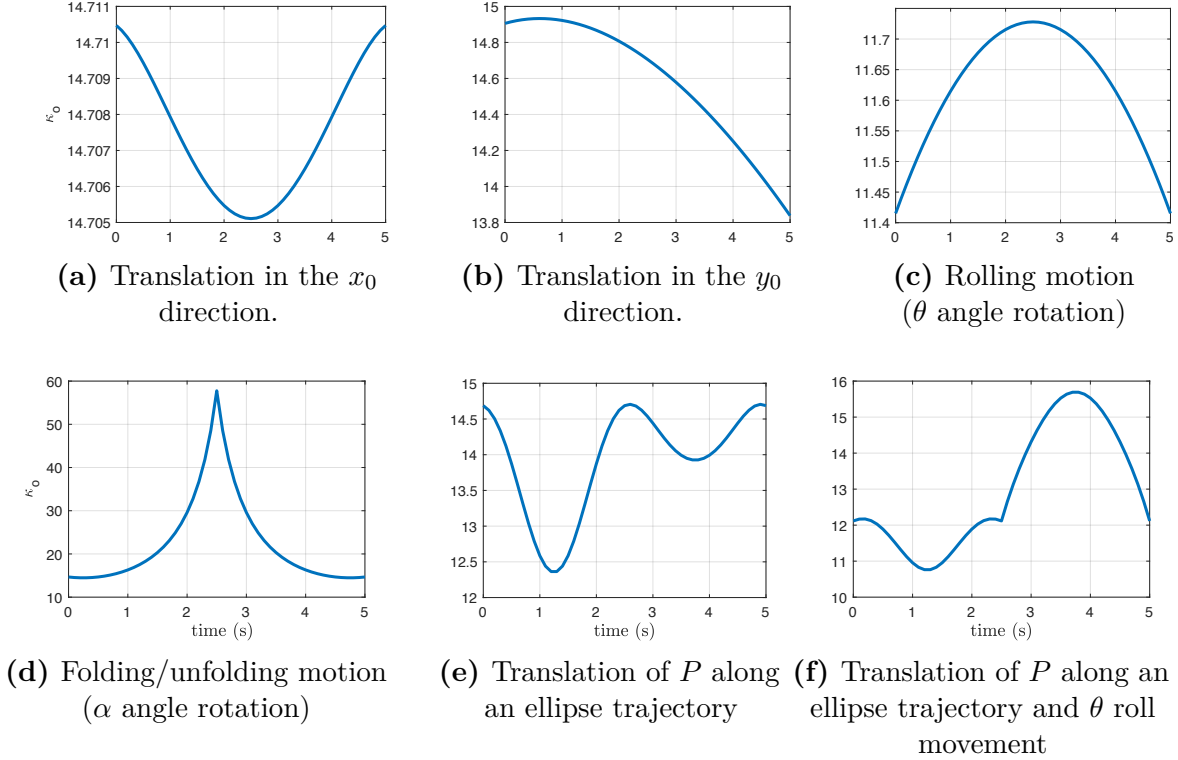 14.711
14.71
14.709
14.708
14.707
14.706
14.705
κo
0 1 2 3 4 5
(a) Translation in the x0
direction.
15
14.8
14.6
14.4
14.2
14
13.8
0 1 2 3 4 5
(b) Translation in the y0
direction.
11.7
11.65
11.6
11.55
11.5
11.45
11.4
0 1 2 3 4 5
(c) Rolling motion
(θ angle rotation)
60
50
40
30
20
10
κo
0 1 2 3 4 5
time (s)
(d) Folding/unfolding motion
(α angle rotation)
15
14.5
14
13.5
13
12.5
12
0 1 2 3 4 5
time (s)
(e) Translation of P along
an ellipse trajectory
16
15
14
13
12
11
10
0 1 2 3 4 5
time (s)
(f) Translation of P along an
ellipse trajectory and θ roll
movement